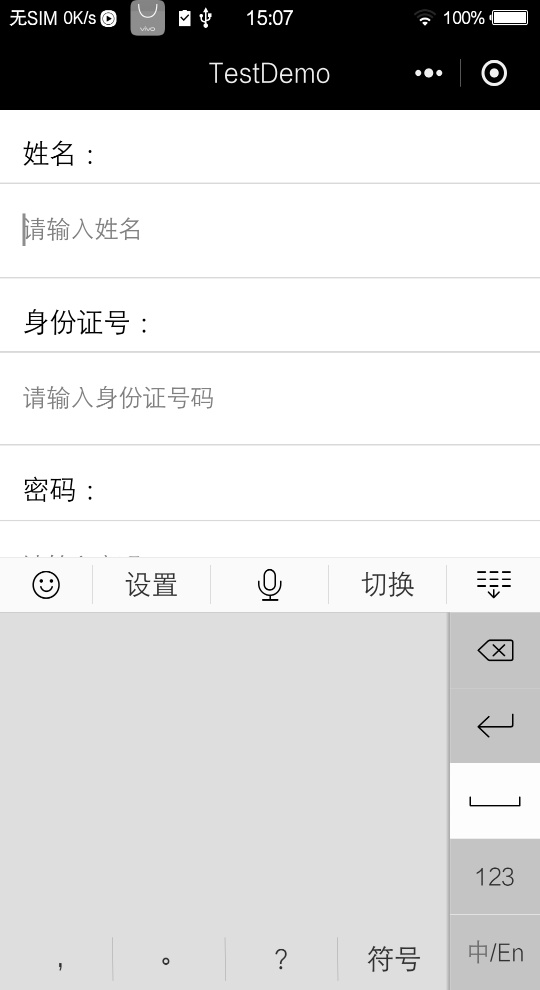 无SIM 0K/s vivo 15:07 100%
TestDemo
姓名：
请输入姓名
身份证号：
请输入身份证号码
密码：
设置 切换
123
， 。 ？ 符号 中/En